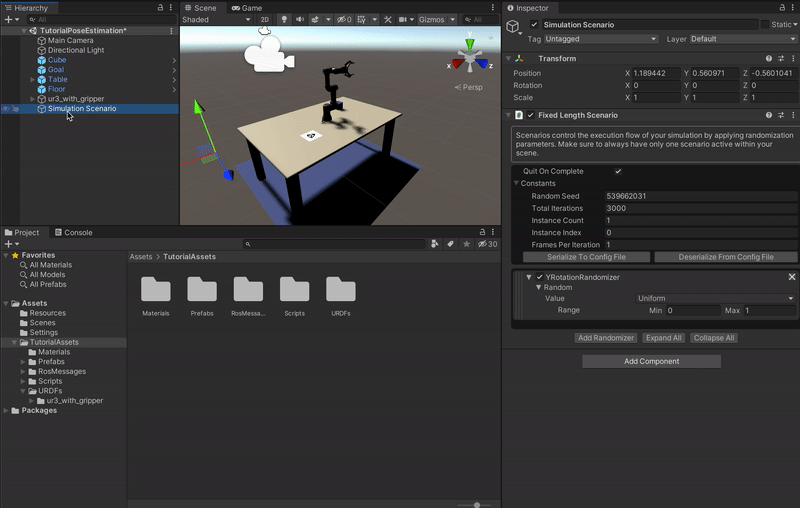 Hierarchy
All
TutorialPoseEstimation*
Main Camera
Directional Light
Cube
Goal
Table
Floor
ur3_with_gripper
Simulation Scenario
Scene
Game
Shaded
2D
0
Gizmos
All
y
x
z
Persp
Project
Console
30
Favorites
All Materials
All Models
All Prefabs
Assets
Resources
Scenes
Settings
TutorialAssets
Materials
Prefabs
RosMessages
Scripts
URDFs
ur3_with_gripper
Packages
Assets > TutorialAssets
Materials
Prefabs
RosMessa...
Scripts
URDFs
Inspector
Simulation Scenario
Static
Tag Untagged Layer Default
Transform
Position X 1.189442 Y 0.560971 Z -0.5601041
Rotation X 0 Y 0 Z 0
Scale X 1 Y 1 Z 1
Fixed Length Scenario
Scenarios control the execution flow of your simulation by applying randomization
parameters. Make sure to always have only one scenario active within your
scene.
Quit On Complete
Constants
Random Seed 539662031
Total Iterations 3000
Instance Count 1
Instance Index 0
Frames Per Iteration 1
Serialize To Config File Deserialize From Config File
YRotationRandomizer
Random
Value Uniform
Range Min 0 Max 1
Add Randomizer Expand All Collapse All
Add Component